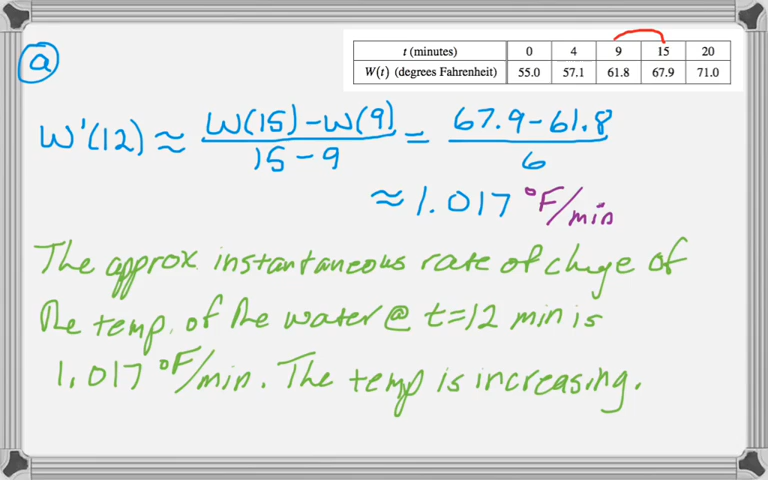 a
t (minutes) 0 4 9 15 20
W(t) (degrees Fahrenheit) 55.0 57.1 61.8 67.9 71.0
W'(12) ≈ W(15) - W(9) / 15 - 9 = 67.9 - 61.8 / 6
≈ 1.017 °F/min
The approx instantaneous rate of chnge of
the temp. of the water @ t=12 min is
1.017 °F/min. The temp is increasing.